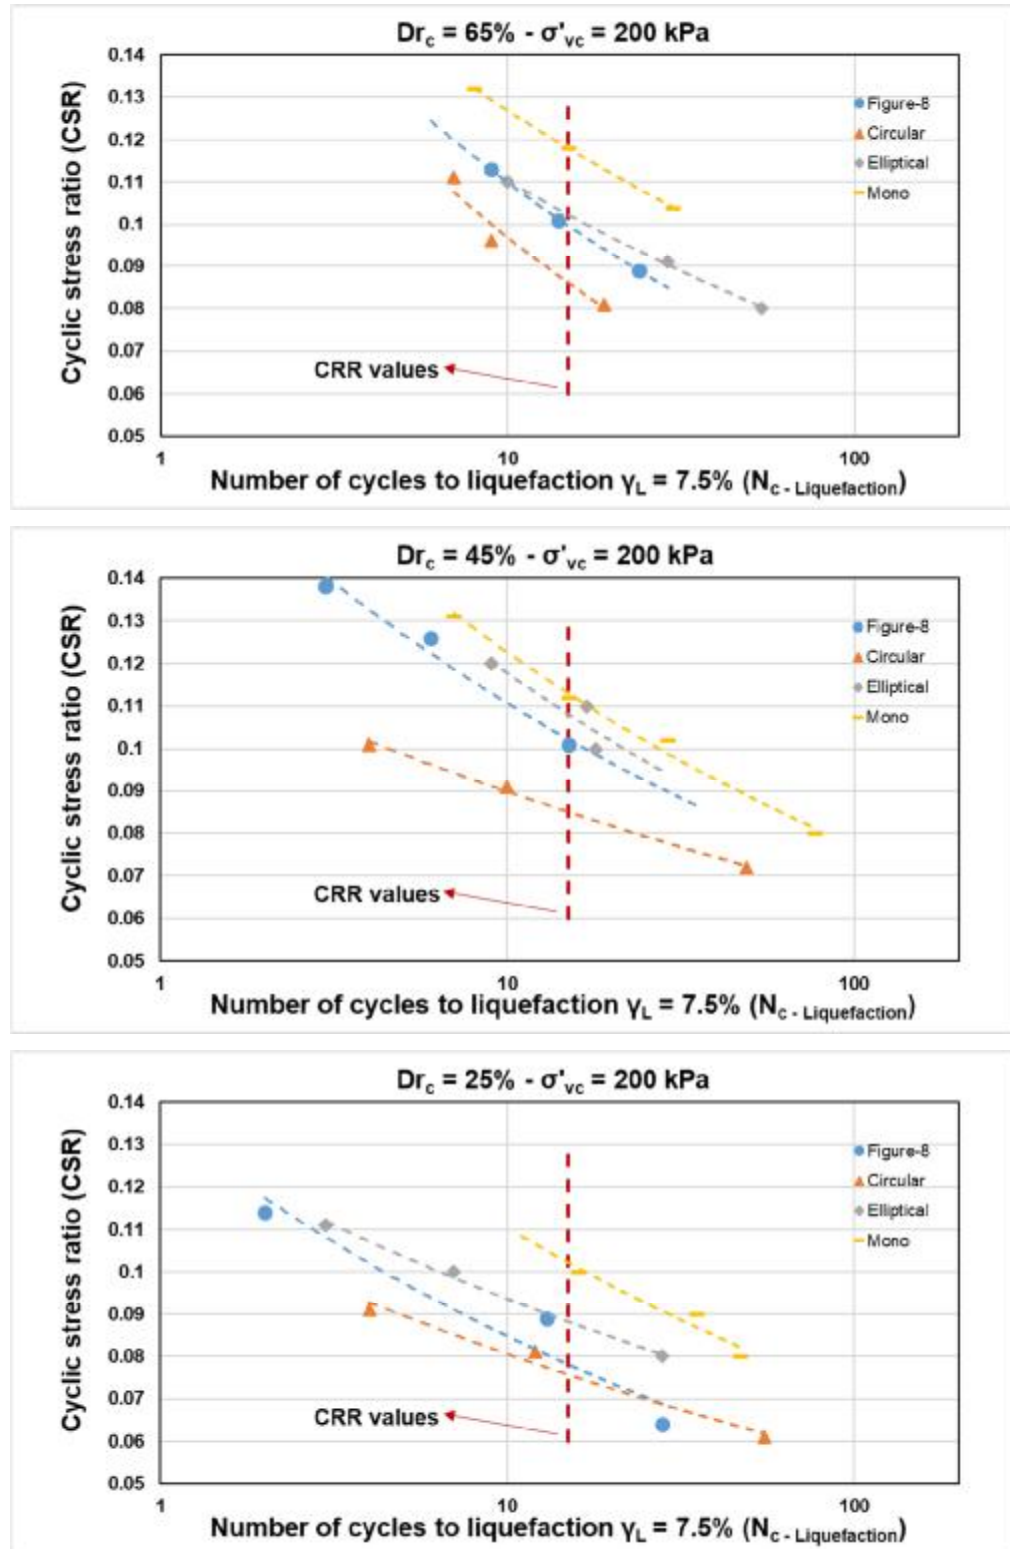 Drc = 65% - σ'vc = 200 kPa
Cyclic stress ratio (CSR)
0.14
0.13
0.12
0.11
0.1
0.09
0.08
0.07
0.06
0.05
Figure-8
Circular
Elliptical
Mono
CRR values
1 10 100
Number of cycles to liquefaction γL = 7.5% (Nc - Liquefaction)
Drc = 45% - σ'vc = 200 kPa
Cyclic stress ratio (CSR)
0.14
0.13
0.12
0.11
0.1
0.09
0.08
0.07
0.06
0.05
Figure-8
Circular
Elliptical
Mono
CRR values
1 10 100
Number of cycles to liquefaction γL = 7.5% (Nc - Liquefaction)
Drc = 25% - σ'vc = 200 kPa
Cyclic stress ratio (CSR)
0.14
0.13
0.12
0.11
0.1
0.09
0.08
0.07
0.06
0.05
Figure-8
Circular
Elliptical
Mono
CRR values
1 10 100
Number of cycles to liquefaction γL = 7.5% (Nc - Liquefaction)